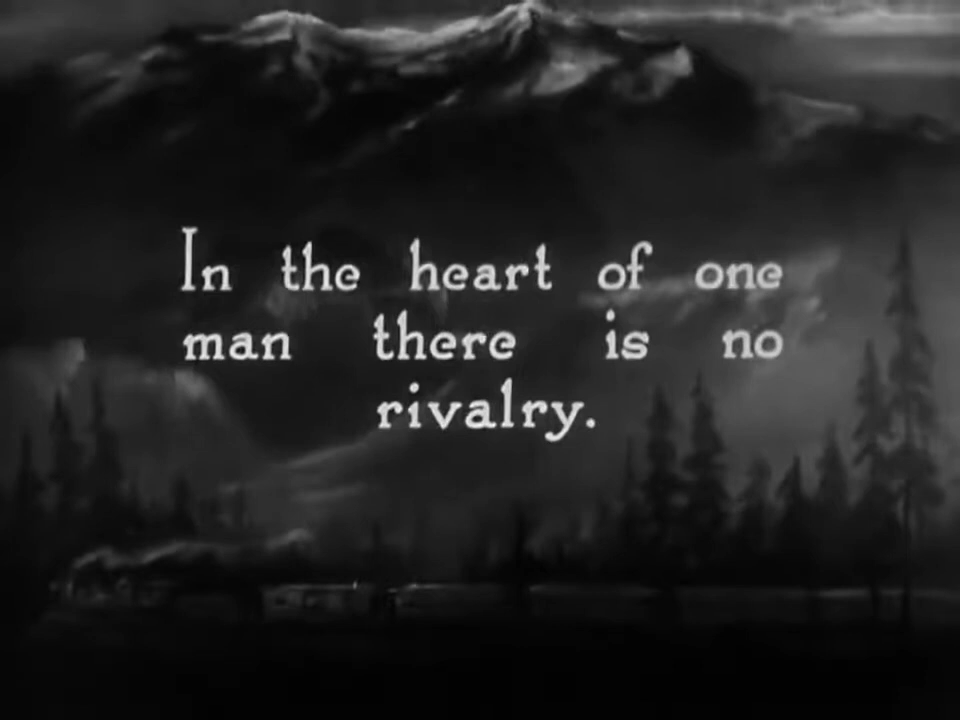 In the heart of one
man there is no
rivalry.